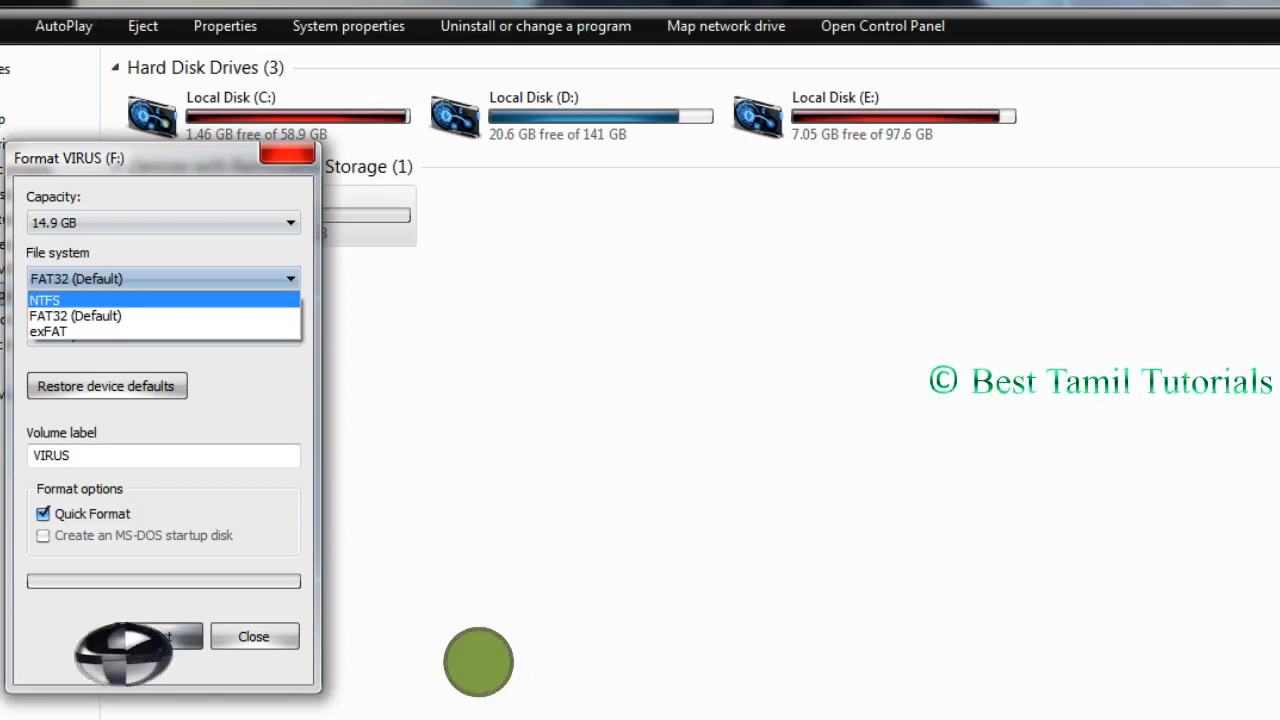 AutoPlay Eject Properties System properties Uninstall or change a program Map network drive Open Control Panel
Hard Disk Drives (3)
Local Disk (C:)
1.46 GB free of 58.9 GB
Local Disk (D:)
20.6 GB free of 141 GB
Local Disk (E:)
7.05 GB free of 97.6 GB
Storage (1)
Format VIRUS (F:)
Capacity:
14.9 GB
File system
FAT32 (Default)
NTFS
FAT32 (Default)
exFAT
Restore device defaults
Volume label
VIRUS
Format options
Quick Format
Create an MS-DOS startup disk
Close
© Best Tamil Tutorials